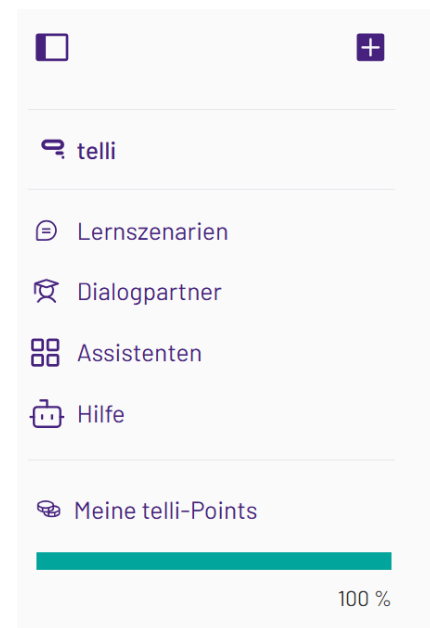 telli
Lernszenarien
Dialogpartner
Assistenten
Hilfe
Meine telli-Points
100 %